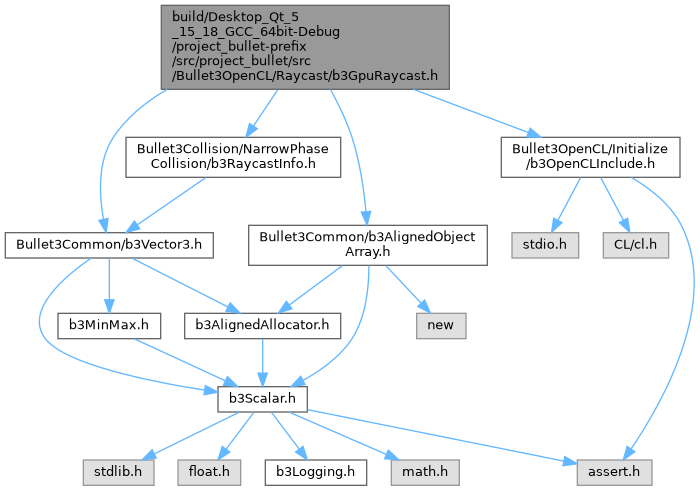 build/Desktop_Qt_5
_15_18_GCC_64bit-Debug
/project_bullet-prefix
/src/project_bullet/src
/Bullet3OpenCL/Raycast/b3GpuRaycast.h
Bullet3Collision/NarrowPhase
Collision/b3RaycastInfo.h
Bullet3OpenCL/Initialize
/b3OpenCLInclude.h
Bullet3Common/b3Vector3.h
Bullet3Common/b3AlignedObject
Array.h
stdio.h
CL/cl.h
b3MinMax.h
b3AlignedAllocator.h
new
b3Scalar.h
stdlib.h
float.h
b3Logging.h
math.h
assert.h